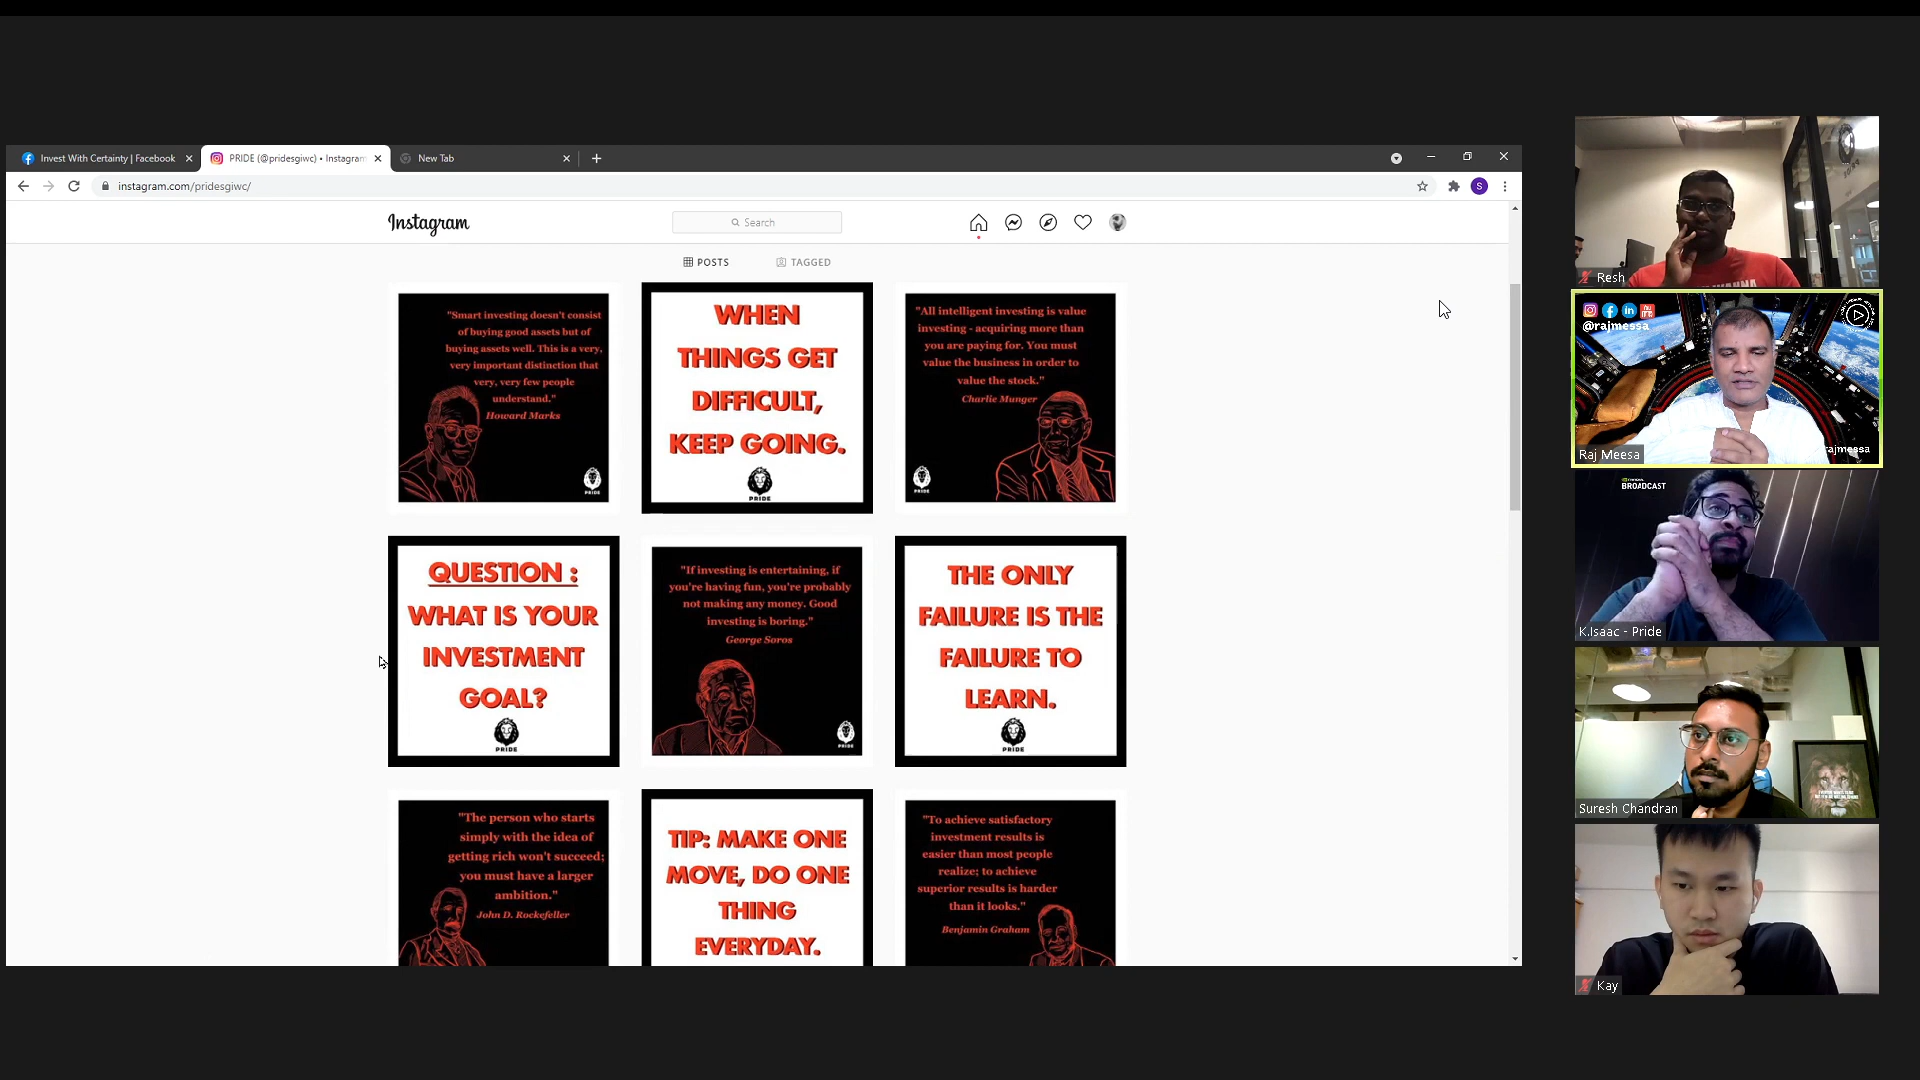 Invest With Certainty | Facebook
PRIDE (@pridesgiwc) • Instagram
New Tab
instagram.com/pridesgiwc/
S
Instagram
Search
POSTS
TAGGED
"Smart investing doesn't consist
of buying good assets but of
buying assets well. This is a very,
very important distinction that
very, very few people
understand."
Howard Marks
PRIDE
WHEN
THINGS GET
DIFFICULT,
KEEP GOING.
PRIDE
"All intelligent investing is value
investing - acquiring more than
you are paying for. You must
value the business in order to
value the stock."
Charlie Munger
PRIDE
QUESTION :
WHAT IS YOUR
INVESTMENT
GOAL?
PRIDE
"If investing is entertaining, if
you're having fun, you're probably
not making any money. Good
investing is boring."
George Soros
PRIDE
THE ONLY
FAILURE IS THE
FAILURE TO
LEARN.
PRIDE
"The person who starts
simply with the idea of
getting rich won't succeed;
you must have a larger
ambition."
John D. Rockefeller
TIP: MAKE ONE
MOVE, DO ONE
THING
EVERYDAY.
"To achieve satisfactory
investment results is
easier than most people
realize; to achieve
superior results is harder
than it looks."
Benjamin Graham
Resh
@rajmessa
rajmessa
Raj Meesa
BROADCAST
K.Isaac - Pride
Suresh Chandran
Kay